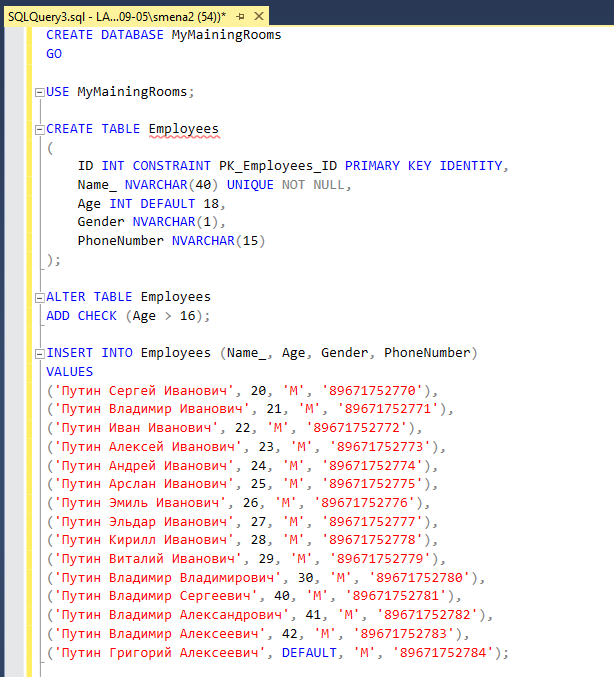 SQLQuery3.sql - LA...09-05\smena2 (54))*
CREATE DATABASE MyMainingRooms
GO
USE MyMainingRooms;
CREATE TABLE Employees
(
ID INT CONSTRAINT PK_Employees_ID PRIMARY KEY IDENTITY,
Name_ NVARCHAR(40) UNIQUE NOT NULL,
Age INT DEFAULT 18,
Gender NVARCHAR(1),
PhoneNumber NVARCHAR(15)
);
ALTER TABLE Employees
ADD CHECK (Age > 16);
INSERT INTO Employees (Name_, Age, Gender, PhoneNumber)
VALUES
('Путин Сергей Иванович', 20, 'М', '89671752770'),
('Путин Владимир Иванович', 21, 'М', '89671752771'),
('Путин Иван Иванович', 22, 'М', '89671752772'),
('Путин Алексей Иванович', 23, 'М', '89671752773'),
('Путин Андрей Иванович', 24, 'М', '89671752774'),
('Путин Арслан Иванович', 25, 'М', '89671752775'),
('Путин Эмиль Иванович', 26, 'М', '89671752776'),
('Путин Эльдар Иванович', 27, 'М', '89671752777'),
('Путин Кирилл Иванович', 28, 'М', '89671752778'),
('Путин Виталий Иванович', 29, 'М', '89671752779'),
('Путин Владимир Владимирович', 30, 'М', '89671752780'),
('Путин Владимир Сергеевич', 40, 'М', '89671752781'),
('Путин Владимир Александрович', 41, 'М', '89671752782'),
('Путин Владимир Алексеевич', 42, 'М', '89671752783'),
('Путин Григорий Алексеевич', DEFAULT, 'М', '89671752784');